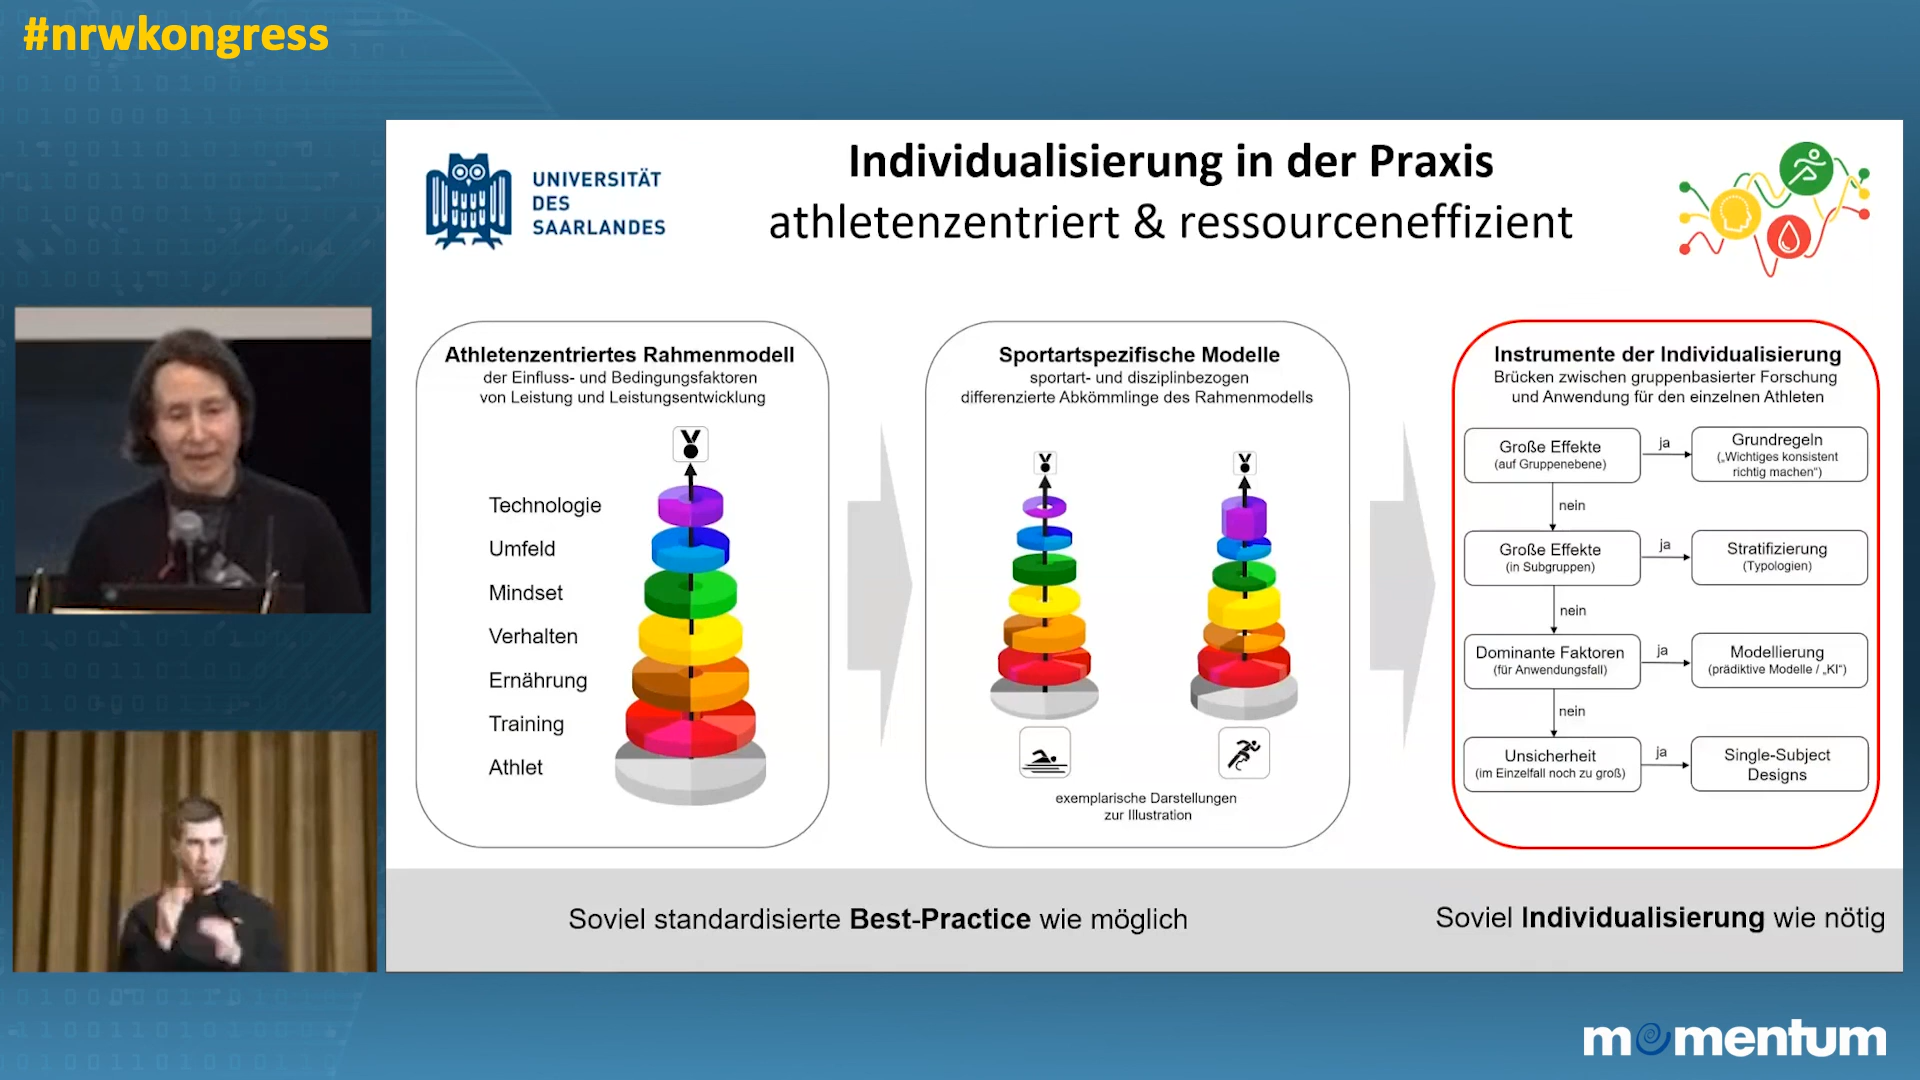 #nrwkongress
UNIVERSITÄT
DES
SAARLANDES
Individualisierung in der Praxis
athletenzentriert & ressourceneffizient
Athletenzentriertes Rahmenmodell
der Einfluss- und Bedingungsfaktoren
von Leistung und Leistungsentwicklung
Technologie
Umfeld
Mindset
Verhalten
Ernährung
Training
Athlet
Sportartspezifische Modelle
sportart- und disziplinbezogen
differenzierte Abkömmlinge des Rahmenmodells
exemplarische Darstellungen
zur Illustration
Instrumente der Individualisierung
Brücken zwischen gruppenbasierter Forschung
und Anwendung für den einzelnen Athleten
Große Effekte
(auf Gruppenebene)
ja
Grundregeln
(„Wichtiges konsistent
richtig machen“)
nein
Große Effekte
(in Subgruppen)
ja
Stratifizierung
(Typologien)
nein
Dominante Faktoren
(für Anwendungsfall)
ja
Modellierung
(prädiktive Modelle / „KI“)
nein
Unsicherheit
(im Einzelfall noch zu groß)
ja
Single-Subject
Designs
Soviel standardisierte Best-Practice wie möglich
Soviel Individualisierung wie nötig
momentum